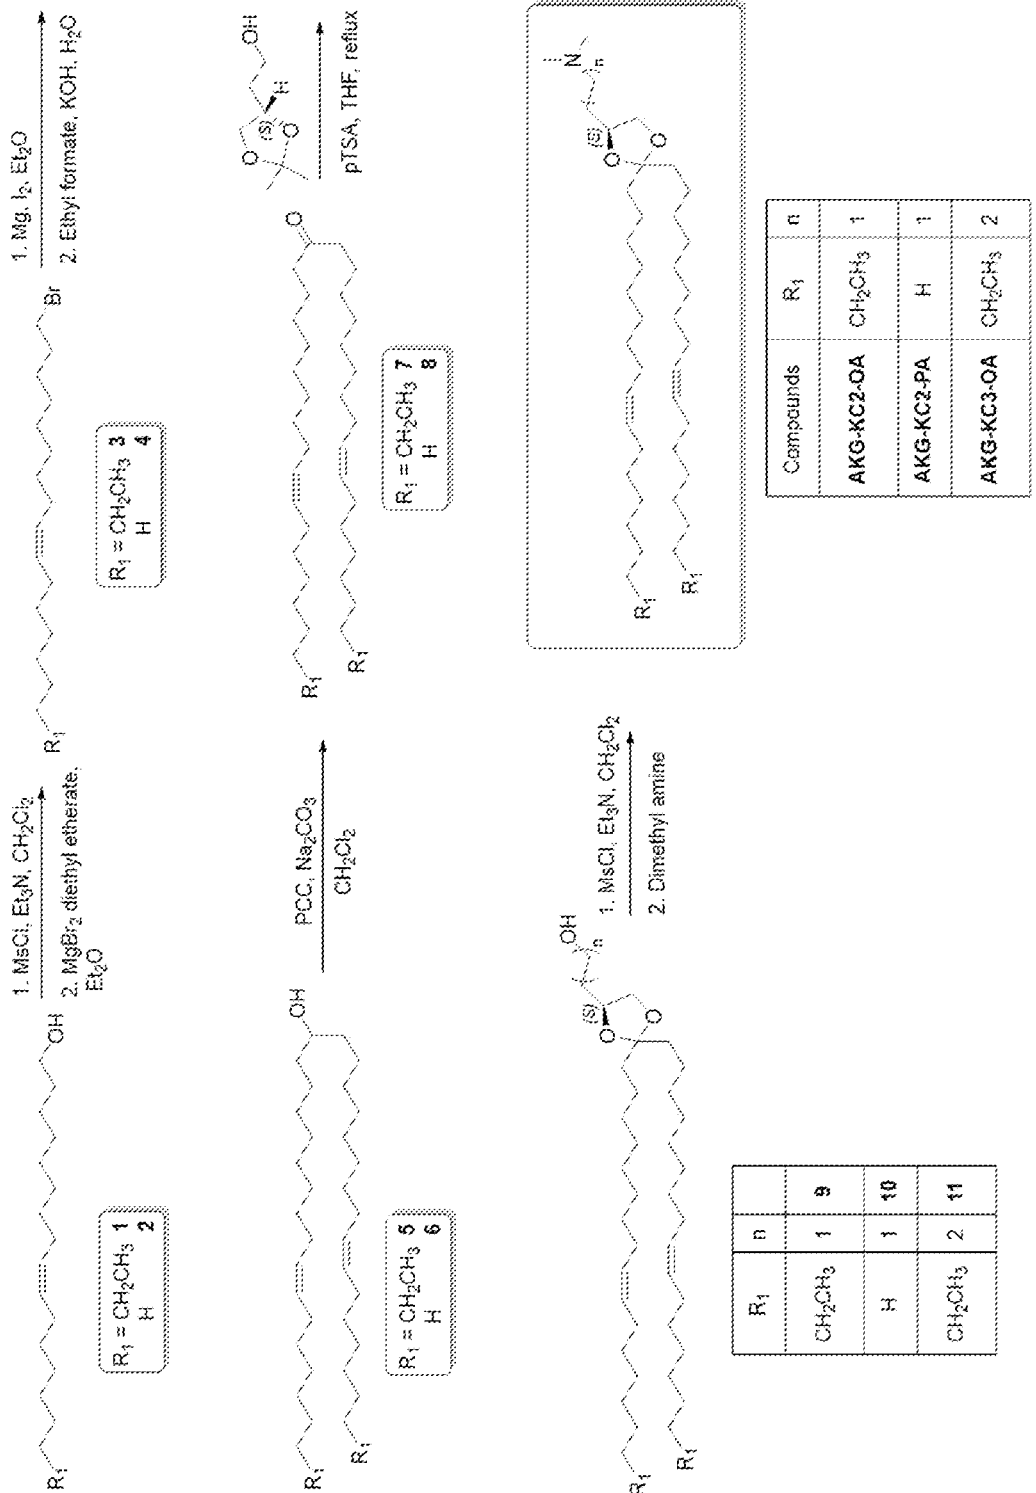 R1
OH
R1 = CH2CH3 1
H 2
1. MsCl, Et3N, CH2Cl2
2. MgBr2 diethyl etherate,
Et2O
R1
Br
R1 = CH2CH3 3
H 4
1. Mg, I2, Et2O
2. Ethyl formate, KOH, H2O
OH
R1
R1
R1 = CH2CH3 5
H 6
PCC, Na2CO3
CH2Cl2
O
R1
R1
R1 = CH2CH3 7
H 8
OH
H
O
O
(S)
pTSA, THF, reflux
OH
n
(S)
O
O
R1
R1
R1 n
CH2CH3 1 9
H 1 10
CH2CH3 2 11
1. MsCl, Et3N, CH2Cl2
2. Dimethyl amine
N
n
(S)
O
O
R1
R1
Compounds R1 n
AKG-KC2-OA CH2CH3 1
AKG-KC2-PA H 1
AKG-KC3-OA CH2CH3 2